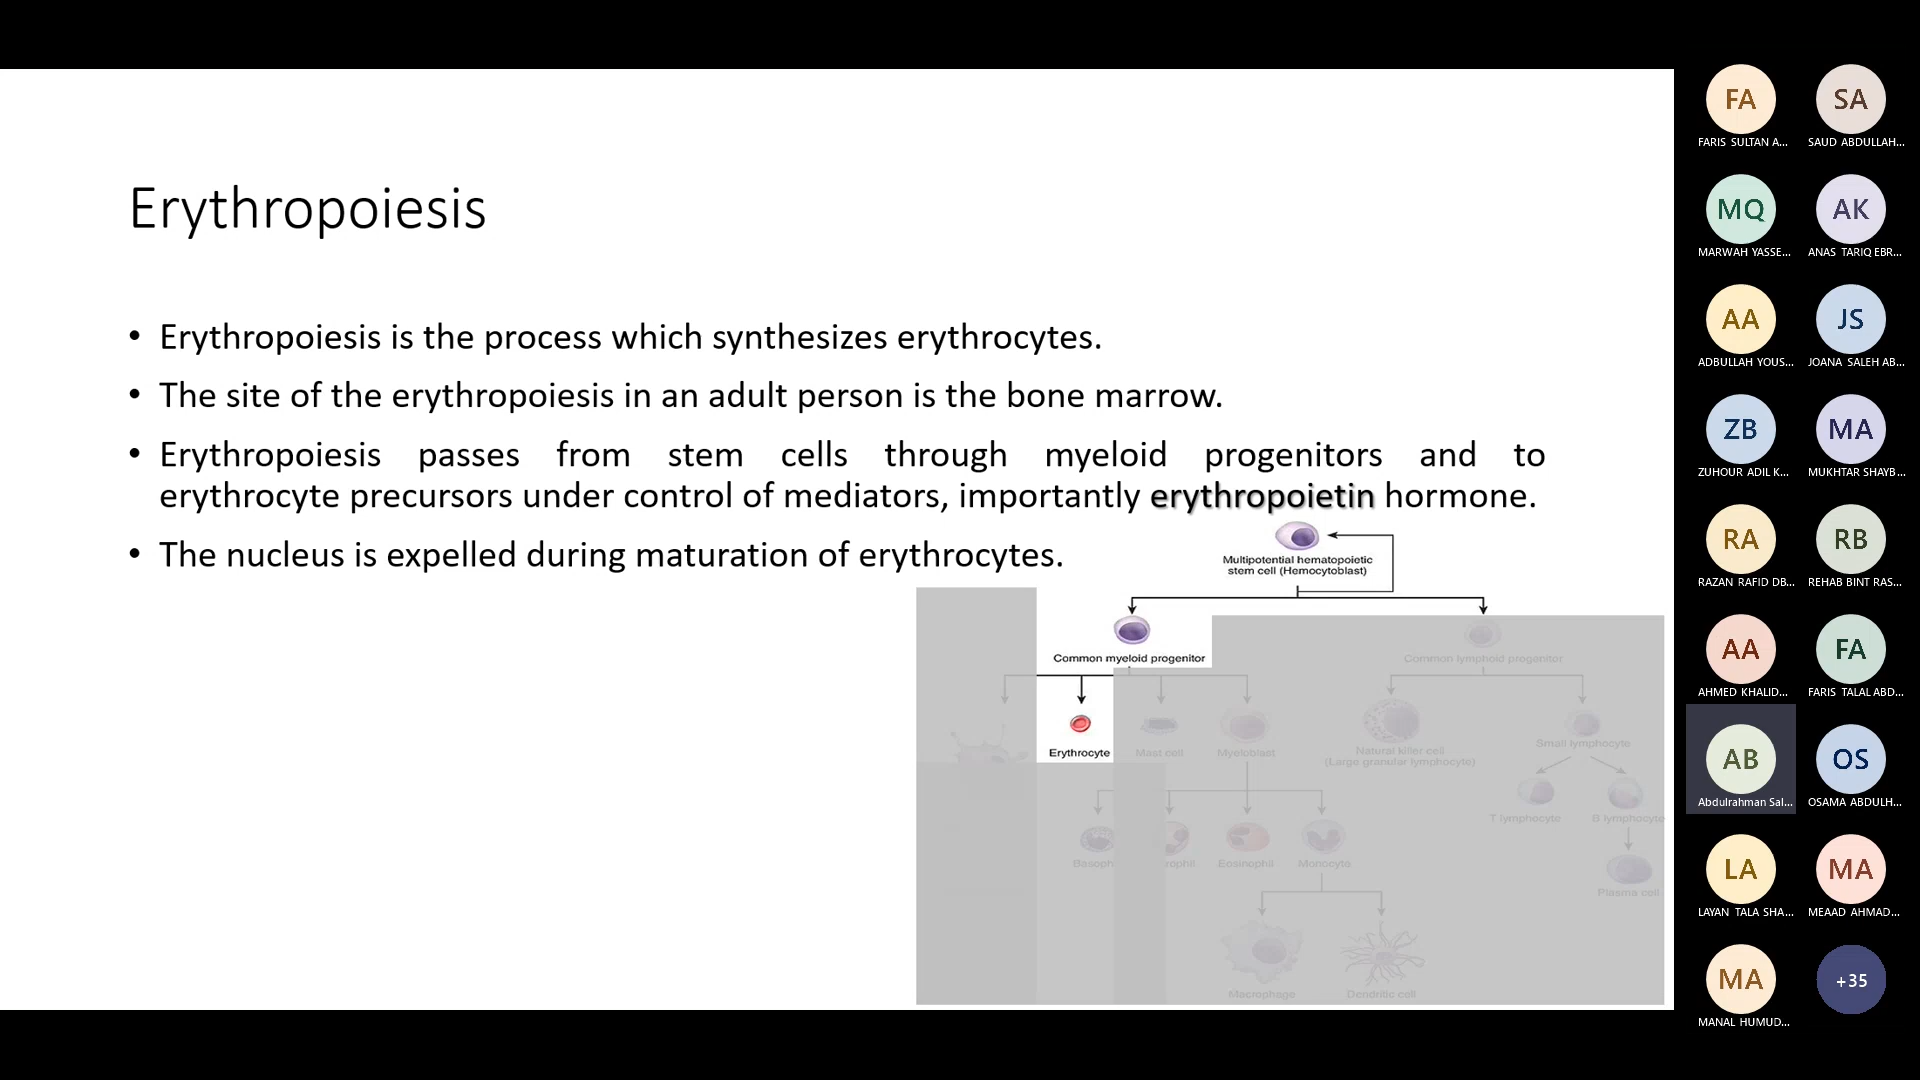 Erythropoiesis
• Erythropoiesis is the process which synthesizes erythrocytes.
• The site of the erythropoiesis in an adult person is the bone marrow.
• Erythropoiesis passes from stem cells through myeloid progenitors and to
erythrocyte precursors under control of mediators, importantly erythropoietin hormone.
• The nucleus is expelled during maturation of erythrocytes.
Multipotential hematopoietic
stem cell (Hemocytoblast)
Common myeloid progenitor
Common lymphoid progenitor
Erythrocyte
Mast cell
Myeloblast
Natural killer cell
(Large granular lymphocyte)
Small lymphocyte
T lymphocyte
B lymphocyte
Basoph
rophil
Eosinophil
Monocyte
Plasma cell
Macrophage
Dendritic cell
FA
SA
FARIS SULTAN A...
SAUD ABDULLAH...
MQ
AK
MARWAH YASSE...
ANAS TARIQ EBR...
AA
JS
ADBULLAH YOUS...
JOANA SALEH AB...
ZB
MA
ZUHOUR ADIL K...
MUKHTAR SHAYB...
RA
RB
RAZAN RAFID DB...
REHAB BINT RAS...
AA
FA
AHMED KHALID...
FARIS TALAL ABD...
AB
OS
Abdulrahman Sal...
OSAMA ABDULH...
LA
MA
LAYAN TALA SHA...
MEAAD AHMAD...
MA
+35
MANAL HUMUD...